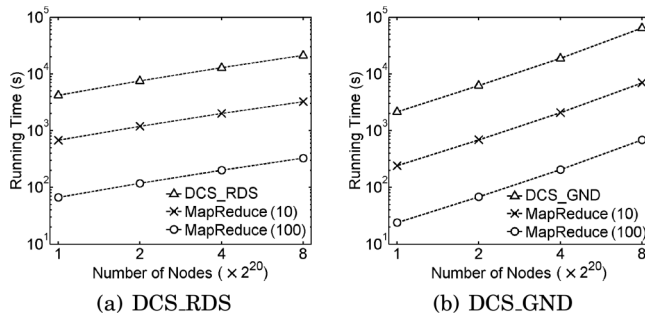 Running Time (s)
10^5
10^4
10^3
10^2
10^1
DCS_RDS
MapReduce (10)
MapReduce (100)
1 2 4 8
Number of Nodes (× 2^20)
(a) DCS_RDS
Running Time (s)
10^5
10^4
10^3
10^2
10^1
DCS_GND
MapReduce (10)
MapReduce (100)
1 2 4 8
Number of Nodes (× 2^20)
(b) DCS_GND